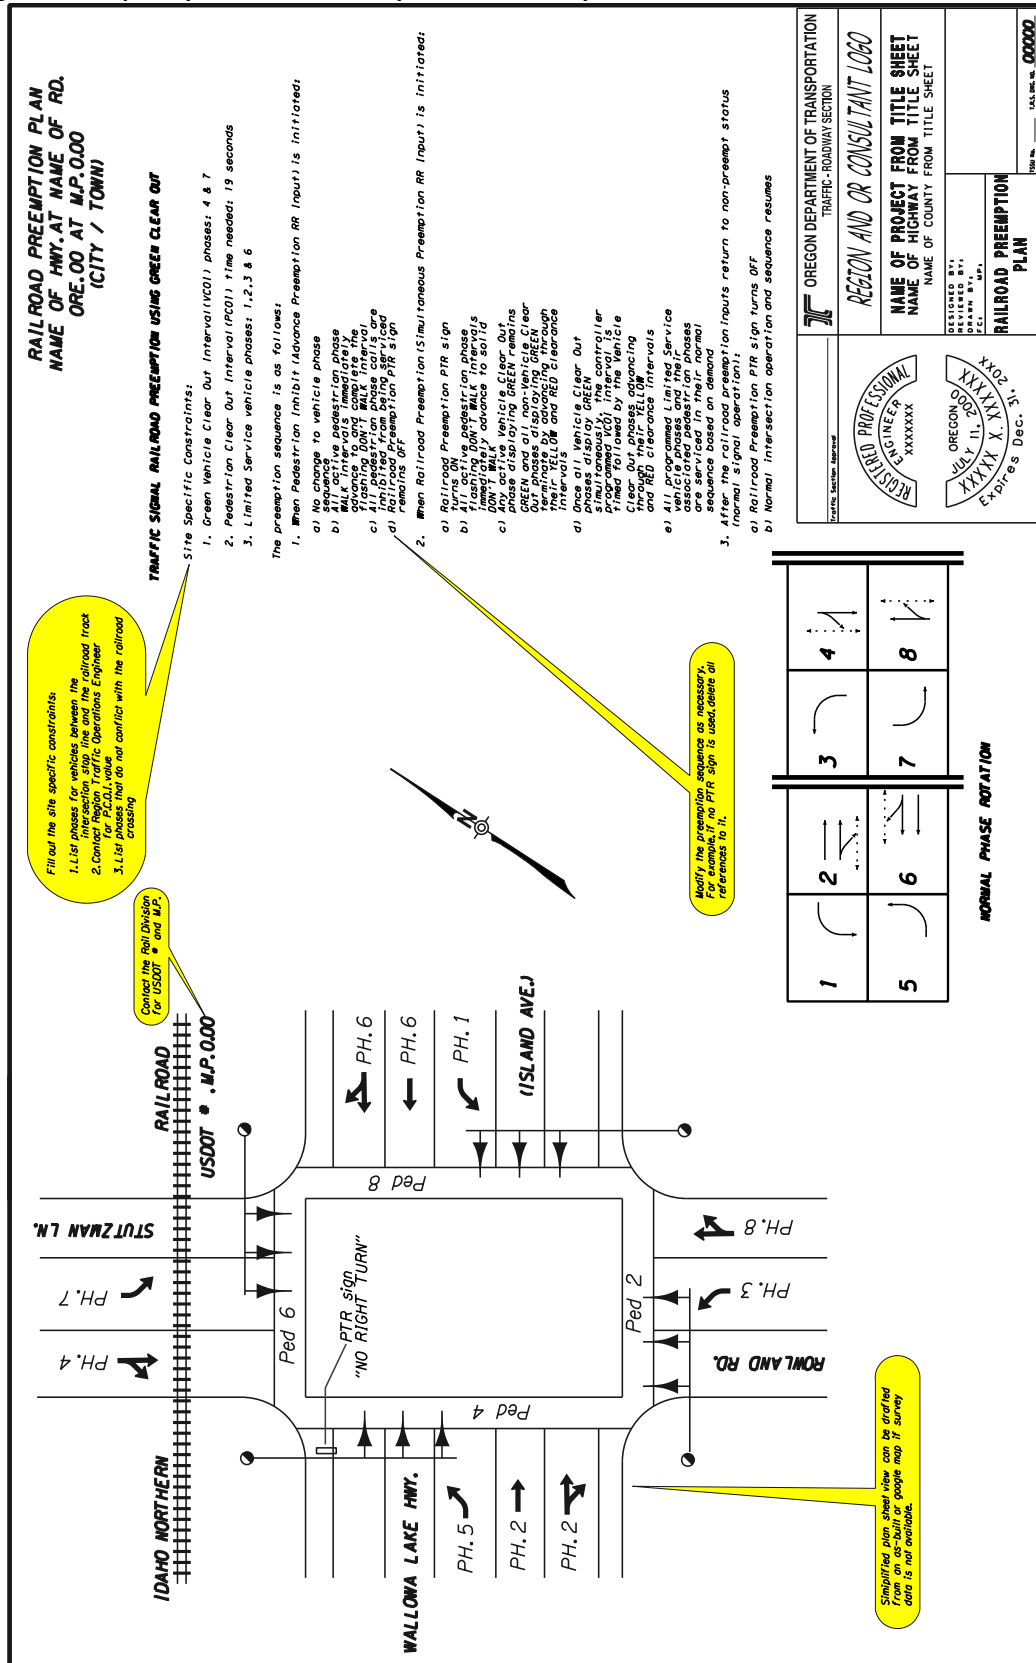 RAILROAD PREEMPTION PLAN
NAME OF HWY. AT NAME OF RD.
ORE.00 AT M.P.0.00
(CITY / TOWN)
TRAFFIC SIGNAL RAILROAD PREEMPTION USING GREEN CLEAR OUT
Site Specific Constraints:
1. Green Vehicle Clear Out Interval(VCOI) phases: 4 & 7
2. Pedestrian Clear Out Interval (PCOI) time needed: 19 seconds
3. Limited Service vehicle phases: 1,2,3 & 6
The preemption sequence is as follows:
1. When Pedestrian Inhibit (Advance Preemption RR Input) is initiated:
a) No change to vehicle phase
sequence
b) All active pedestrian phase
WALK intervals immediately
advance to and complete the
flashing DON'T WALK interval
c) All pedestrian phase calls are
inhibited from being serviced
d) Railroad Preemption PTR sign
remains OFF
2. When Railroad Preemption (Simultaneous Preemption RR Input) is initiated:
a) Railroad Preemption PTR sign
turns ON
b) All active pedestrian phase
flashing DON'T WALK intervals
immediately advance to solid
DON'T WALK
c) Any active Vehicle Clear Out
phase displaying GREEN remains
GREEN and all non-Vehicle Clear
Out phases displaying GREEN
terminate by advancing through
their YELLOW and RED clearance
intervals
d) Once all Vehicle Clear Out
phases display GREEN
simultaneously, the controller
programmed VCOI interval is
timed followed by the Vehicle
Clear Out phases advancing
through their YELLOW
and RED clearance intervals
e) All programmed Limited Service
vehicle phases and their
associated pedestrian phases
are serviced in their normal
sequence based on demand
3. After the railroad preemption inputs return to non-preempt status
(normal signal operation):
a) Railroad Preemption PTR sign turns OFF
b) Normal intersection operation and sequence resumes
Fill out the site specific constraints:
1. List phases for vehicles between the
intersection stop line and the railroad track
2. Contact Region Traffic Operations Engineer
for P.C.O.I. value
3. List phases that do not conflict with the railroad
crossing
Contact the Rail Division
for USDOT # and M.P.
Modify the preemption sequence as necessary.
For example, if no PTR sign is used, delete all
references to it.
Simiplified plan sheet view can be drafted
from an as-built or google map if survey
data is not available.
N
IDAHO NORTHERN
RAILROAD
USDOT # , M.P.0.00
STUTZMAN LN.
PH.7
PH.4
PH.6
PH.6
PH.1
(ISLAND AVE.)
Ped 8
Ped 6
PTR sign
"NO RIGHT TURN"
Ped 2
Ped 4
WALLOWA LAKE HWY.
PH.5
PH.2
PH.2
PH.8
PH.3
ROWLAND RD.
1
2
3
4
5
6
7
8
NORMAL PHASE ROTATION
Traffic Section Approval
REGISTERED PROFESSIONAL
ENGINEER
XXXXXXX
OREGON
JULY 11, 2000
XXXXX X. XXXXX
Expires Dec. 31, 20XX
OREGON DEPARTMENT OF TRANSPORTATION
TRAFFIC-ROADWAY SECTION
REGION AND OR CONSULTANT LOGO
NAME OF PROJECT FROM TITLE SHEET
NAME OF HIGHWAY FROM TITLE SHEET
NAME OF COUNTY FROM TITLE SHEET
DESIGNED BY:
REVIEWED BY:
DRAWN BY:
RAILROAD PREEMPTION
PLAN
00000